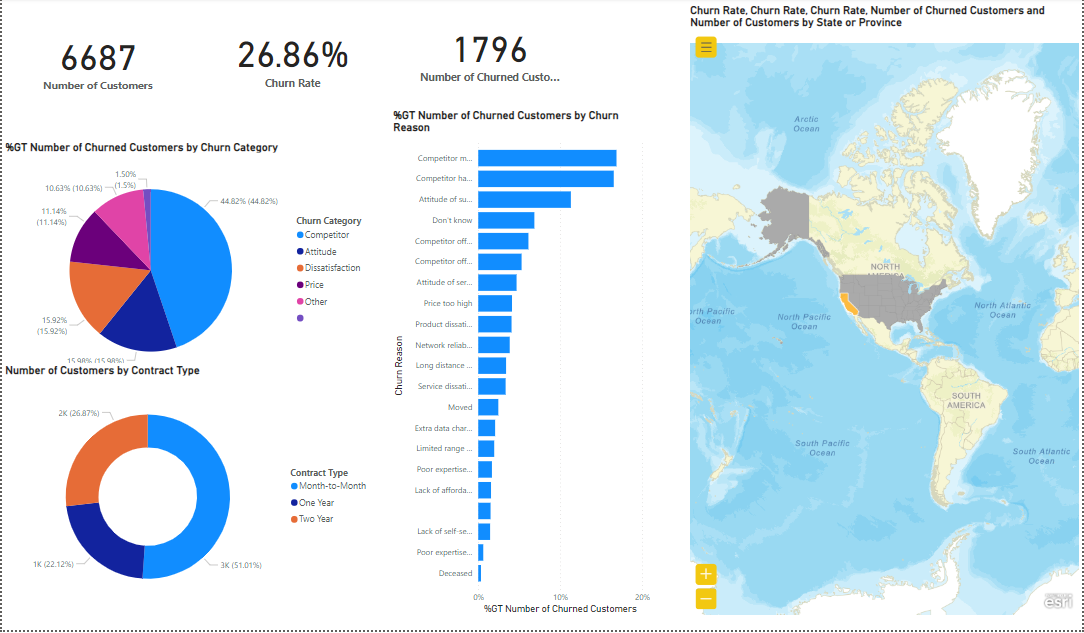 6687
Number of Customers
26.86%
Churn Rate
1796
Number of Churned Custo...
%GT Number of Churned Customers by Churn Category
1.50%
(1.5%)
10.63% (10.63%)
11.14%
(11.14%)
44.82% (44.82%)
15.92%
(15.92%)
15.98% (15.98%)
Churn Category
Competitor
Attitude
Dissatisfaction
Price
Other
Number of Customers by Contract Type
2K (26.87%)
1K (22.12%)
3K (51.01%)
Contract Type
Month-to-Month
One Year
Two Year
%GT Number of Churned Customers by Churn
Reason
Churn Reason
Competitor m...
Competitor ha...
Attitude of su...
Don't know
Competitor off...
Competitor off...
Attitude of ser...
Price too high
Product dissati...
Network reliab...
Long distance ...
Service dissati...
Moved
Extra data char...
Limited range ...
Poor expertise...
Lack of afforda...
Lack of self-se...
Poor expertise...
Deceased
0%
10%
20%
%GT Number of Churned Customers
Churn Rate, Churn Rate, Churn Rate, Number of Churned Customers and
Number of Customers by State or Province
Arctic
Ocean
NORTH
AMERICA
rth Pacific
Ocean
North Pacific
Ocean
North Atlantic
Ocean
SOUTH
AMERICA
South Pacific
Ocean
South Atlantic
Ocean
+
−
esri